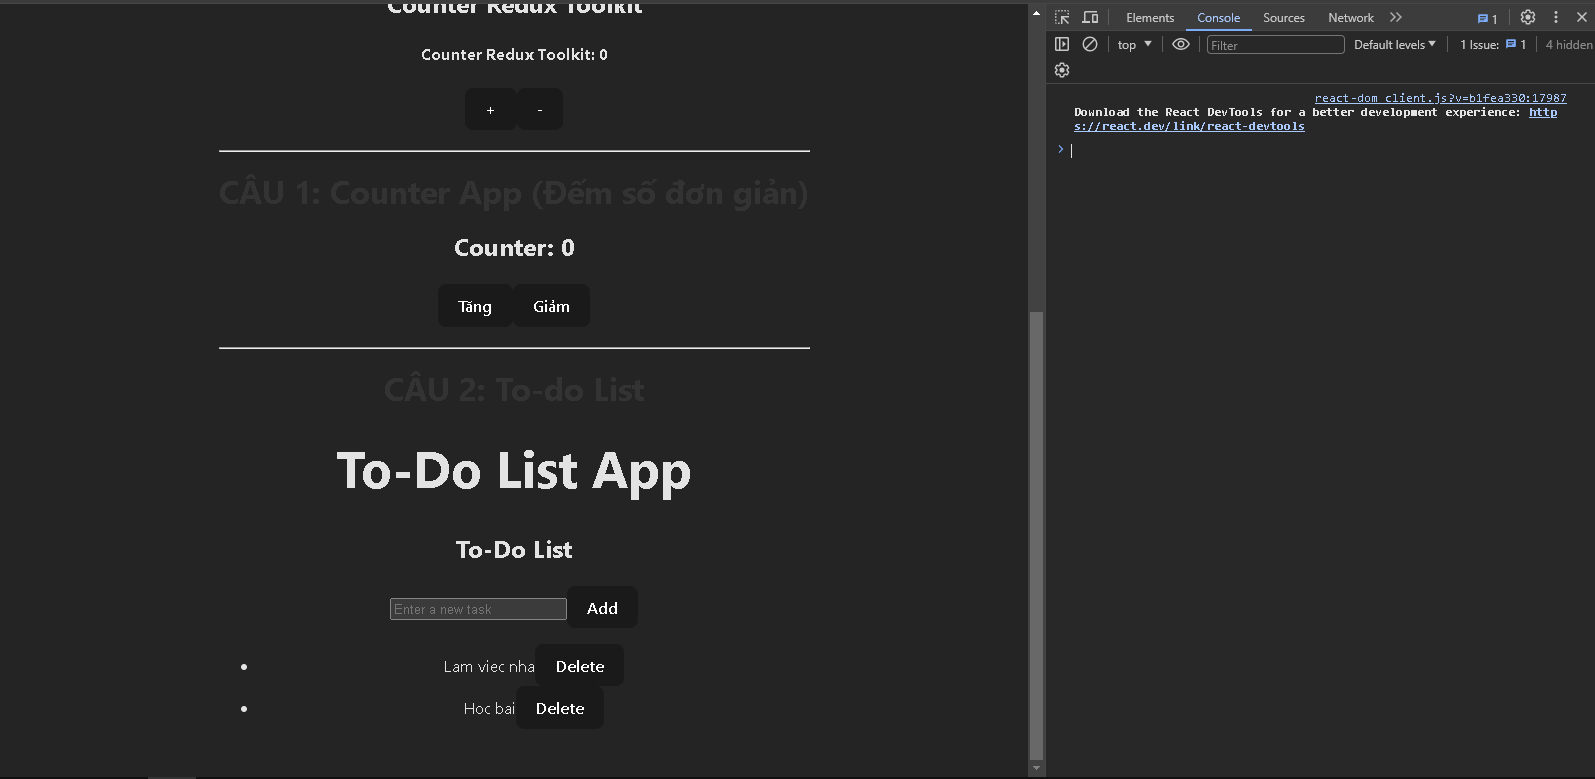 Counter Redux Toolkit
Counter Redux Toolkit: 0
+ -
CÂU 1: Counter App (Đếm số đơn giản)
Counter: 0
Tăng Giảm
CÂU 2: To-do List
To-Do List App
To-Do List
Enter a new task Add
Lam viec nha Delete
Hoc bai Delete
Elements Console Sources Network 1
top Filter Default levels 1 Issue: 1 4 hidden
react-dom_client.js?v=b1fea330:17987
Download the React DevTools for a better development experience: http
s://react.dev/link/react-devtools